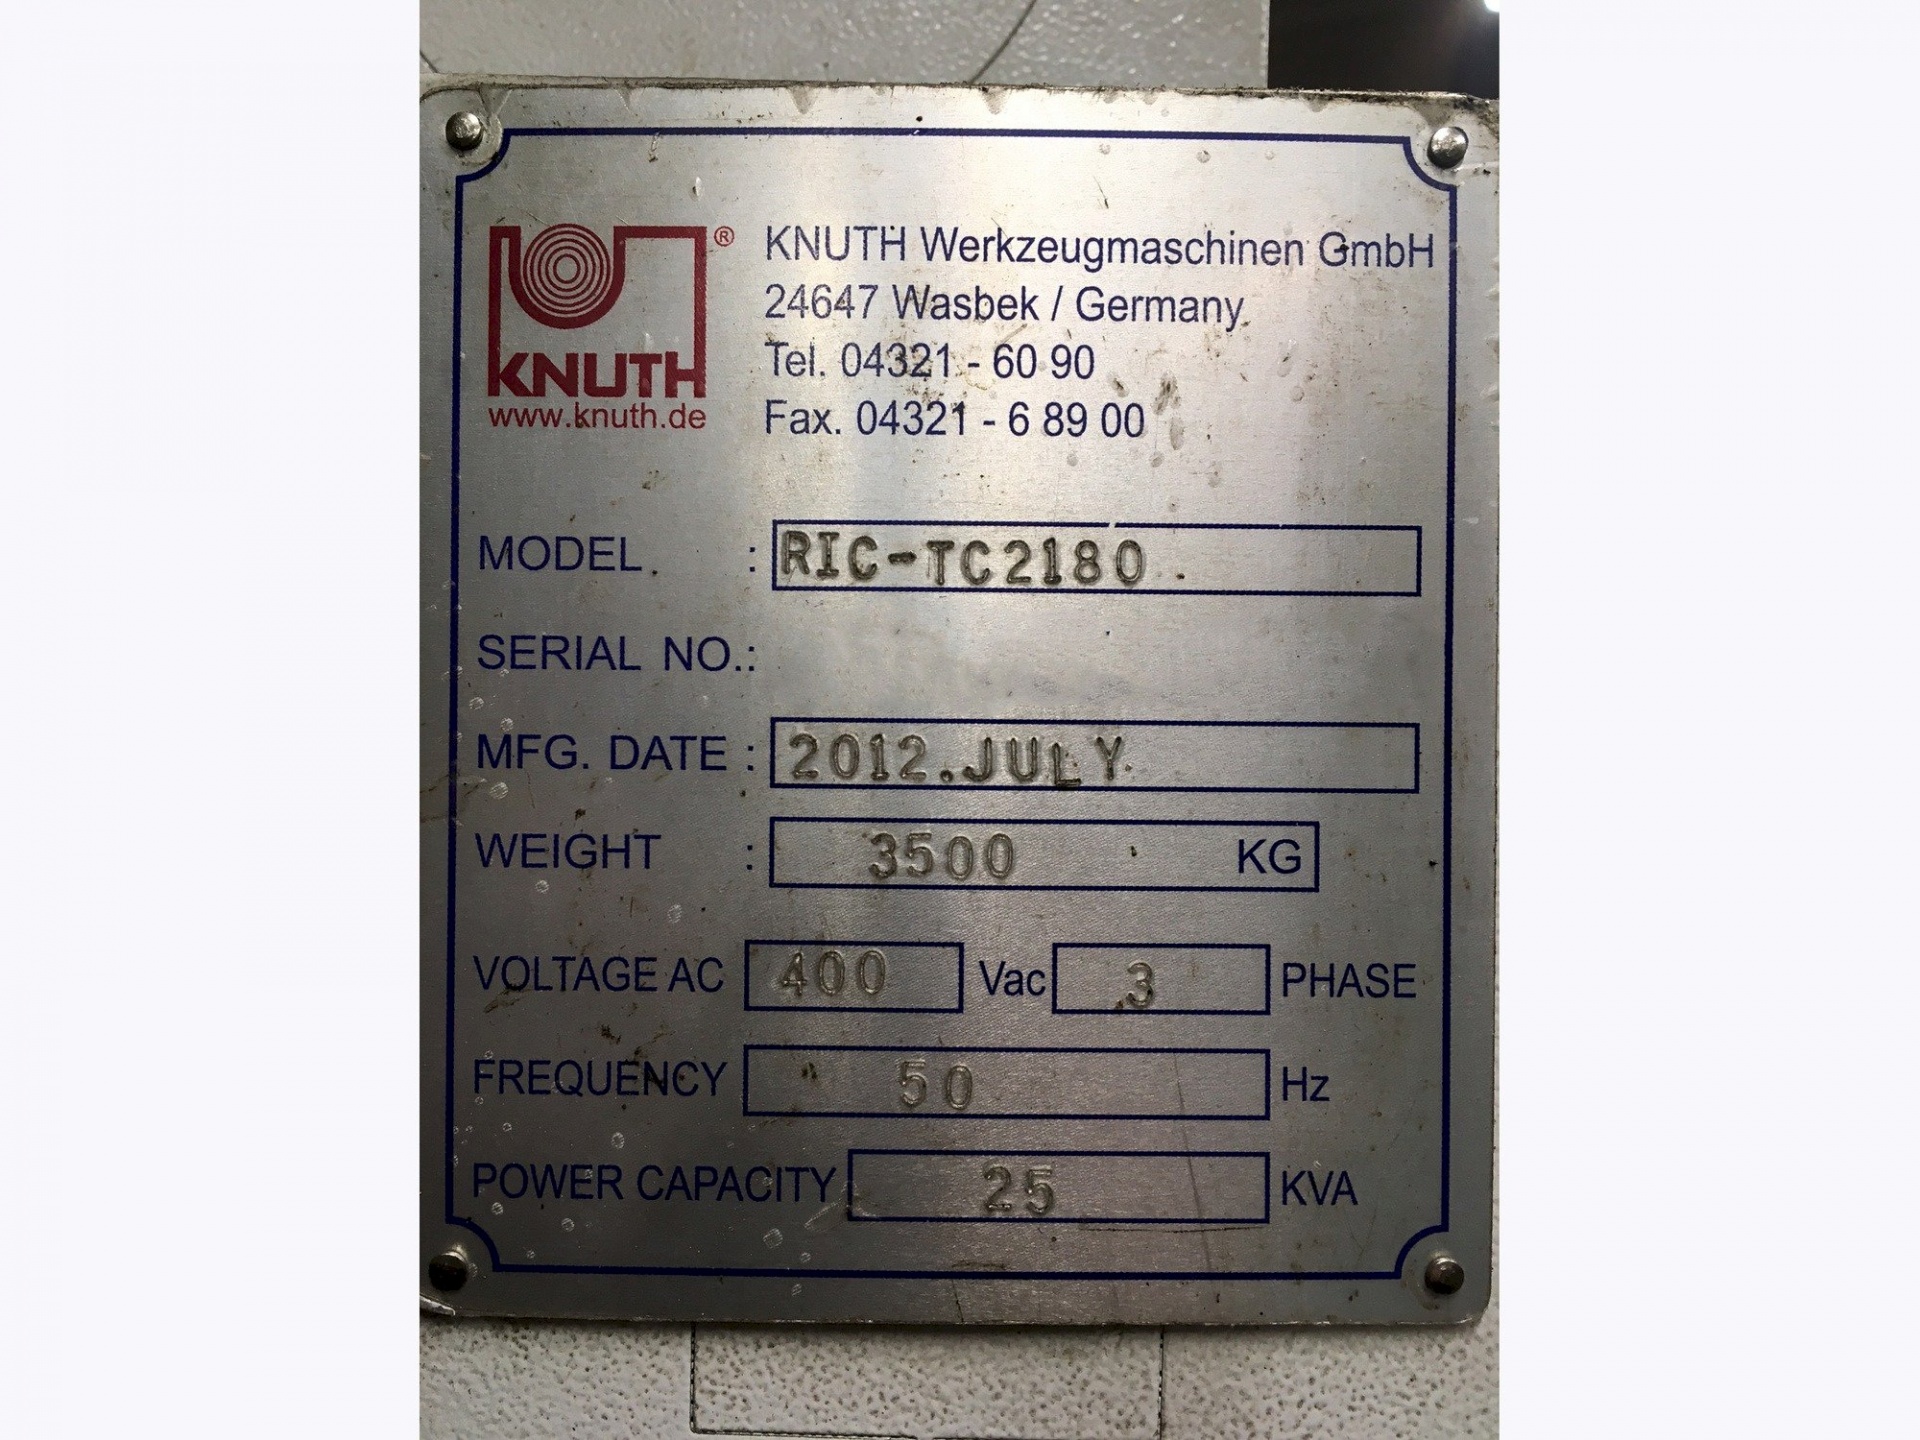 KNUTH ® KNUTH Werkzeugmaschinen GmbH
24647 Wasbek / Germany
Tel. 04321 - 60 90
Fax. 04321 - 6 89 00
www.knuth.de
MODEL : RIC-TC2180
SERIAL NO.:
MFG. DATE : 2012.JULY
WEIGHT : 3500 KG
VOLTAGE AC 400 Vac 3 PHASE
FREQUENCY 50 Hz
POWER CAPACITY 25 KVA